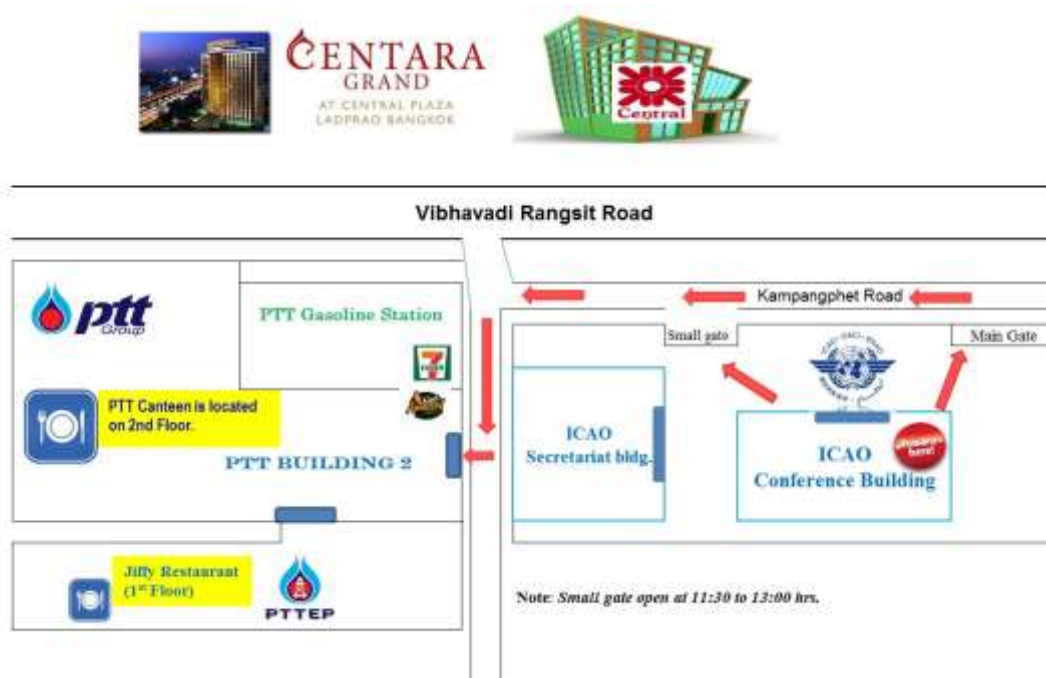 CENTARA
GRAND
AT CENTRAL PLAZA
LADPRAO BANGKOK
Central
Vibhavadi Rangsit Road
ptt
Group
PTT Gasoline Station
7
Kampangphet Road
Small gate
Main Gate
PTT Canteen is located
on 2nd Floor.
PTT BUILDING 2
ICAO
Secretariat bldg.
ICAO
Conference Building
Jiffy Restaurant
(1st Floor)
PTTEP
Note: Small gate open at 11:30 to 13:00 hrs.